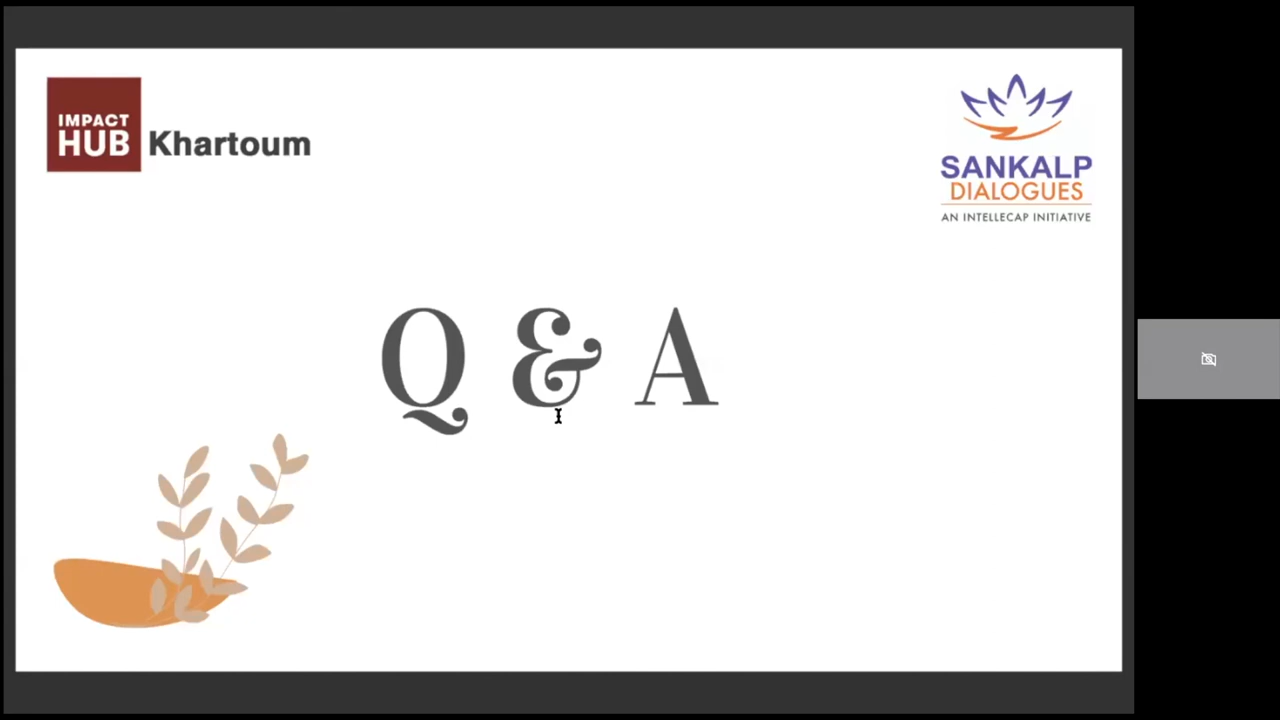 IMPACT
HUB Khartoum
SANKALP
DIALOGUES
AN INTELLECAP INITIATIVE
Q & A